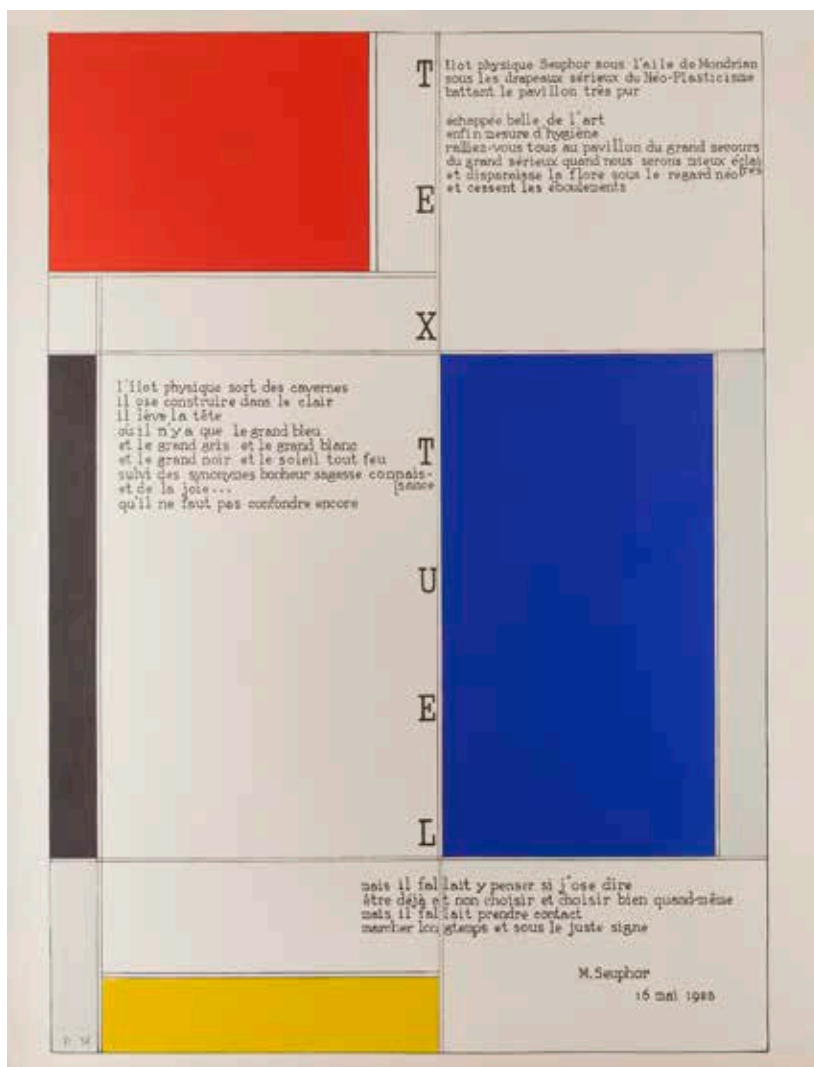 TEXTUEL
Ilot physique Seuphor sous l'aile de Mondrian
sous les drapeaux sérieux du Néo-Plasticisme
battant le pavillon très pur
échappée belle de l'art
enfin mesure d'hygiène
ralliez-vous tous au pavillon du grand secours
du grand sérieux quand nous serons mieux éclai
et disparaisse la flore sous le regard néo [rés
et cessent les éboulements
l'îlot physique sort des cavernes
il ose construire dans le clair
il lève la tête
où il n'y a que le grand bleu
et le grand gris et le grand blanc
et le grand noir et le soleil tout feu
suivi des synonymes bonheur sagesse connais-
et de la joie... [sance
qu'il ne faut pas confondre encore
mais il fallait y penser si j'ose dire
être déjà et non choisir et choisir bien quand-même
mais il fallait prendre contact
marcher longtemps et sous le juste signe
M. Seuphor
16 mai